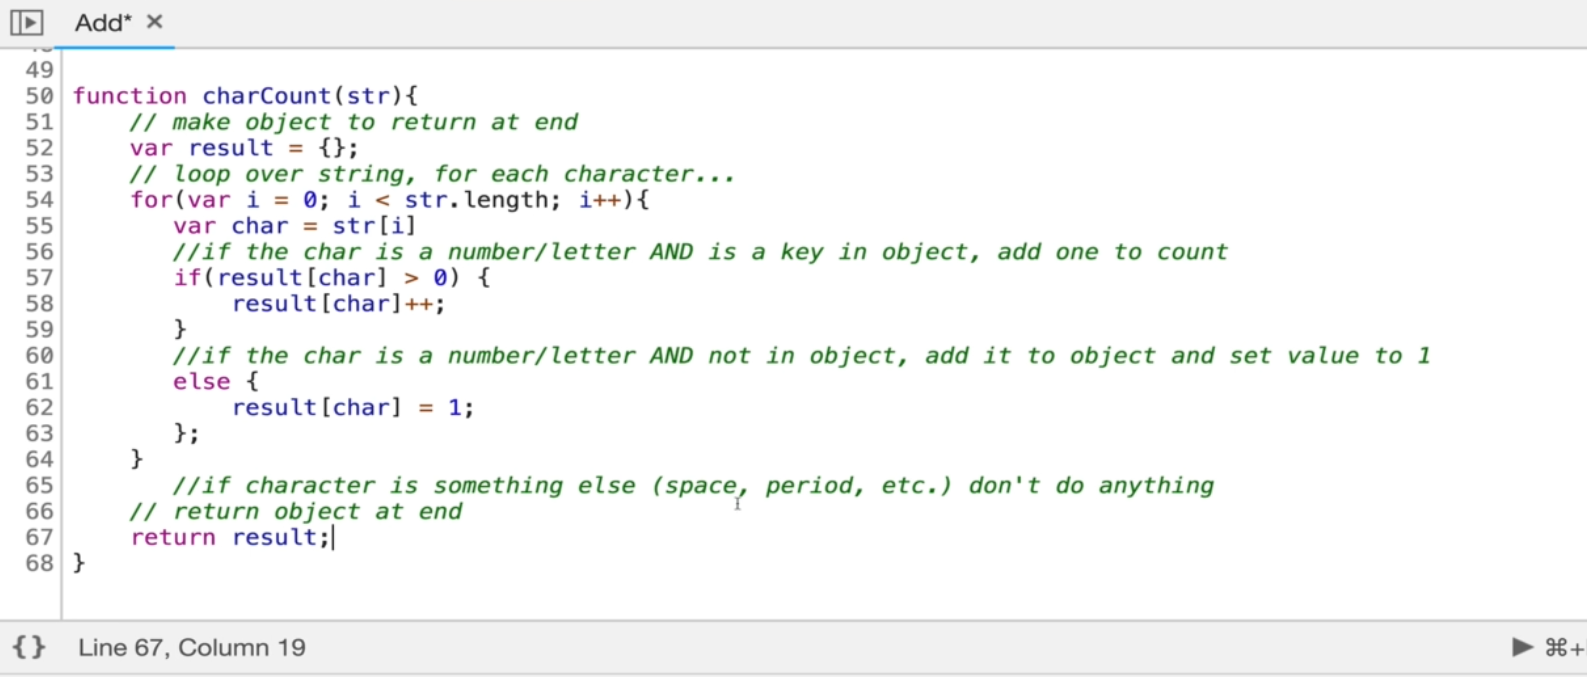 Add* ×
49
50 function charCount(str){
51 // make object to return at end
52 var result = {};
53 // loop over string, for each character...
54 for(var i = 0; i < str.length; i++){
55 var char = str[i]
56 //if the char is a number/letter AND is a key in object, add one to count
57 if(result[char] > 0) {
58 result[char]++;
59 }
60 //if the char is a number/letter AND not in object, add it to object and set value to 1
61 else {
62 result[char] = 1;
63 };
64 }
65 //if character is something else (space, period, etc.) don't do anything
66 // return object at end
67 return result;
68 }
{} Line 67, Column 19 ⌘+